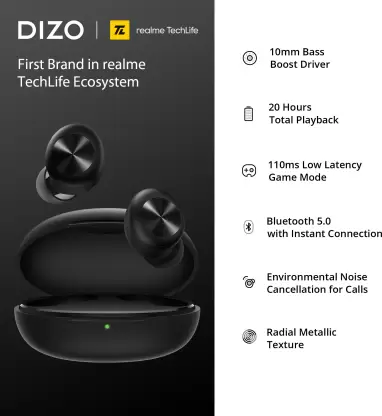 DIZO
realme TechLife
First Brand in realme
TechLife Ecosystem
10mm Bass
Boost Driver
20 Hours
Total Playback
110ms Low Latency
Game Mode
Bluetooth 5.0
with Instant Connection
Environmental Noise
Cancellation for Calls
Radial Metallic
Texture